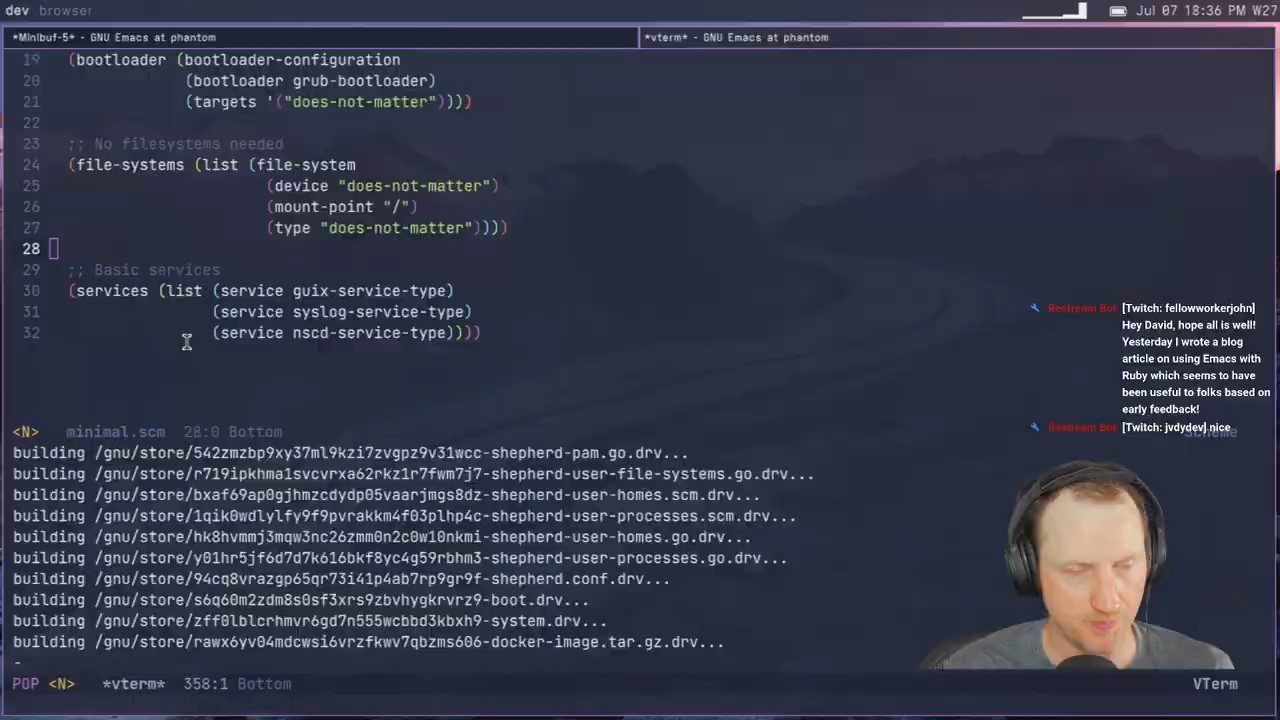 dev browser
Jul 07 18:36 PM W27
*Minibuf-5* - GNU Emacs at phantom
*vterm* - GNU Emacs at phantom
19 (bootloader (bootloader-configuration
20 (bootloader grub-bootloader)
21 (targets '("does-not-matter"))))
22
23 ;; No filesystems needed
24 (file-systems (list (file-system
25 (device "does-not-matter")
26 (mount-point "/")
27 (type "does-not-matter"))))
28
29 ;; Basic services
30 (services (list (service guix-service-type)
31 (service syslog-service-type)
32 (service nscd-service-type))))
<N> minimal.scm 28:0 Bottom
Scheme
building /gnu/store/542zmzbp9xy37ml9kzi7zvgpz9v31wcc-shepherd-pam.go.drv...
building /gnu/store/r719ipkhma1svcvrxa62rkz1r7fwm7j7-shepherd-user-file-systems.go.drv...
building /gnu/store/bxaf69ap0gjhmzcdydp05vaarjmgs8dz-shepherd-user-homes.scm.drv...
building /gnu/store/1qik0wdlylfy9f9pvrakkm4f03plhp4c-shepherd-user-processes.scm.drv...
building /gnu/store/hk8hvmmj3mqw3nc26zmm0n2c0w10nkmi-shepherd-user-homes.go.drv...
building /gnu/store/y01hr5jf6d7d7k616bkf8yc4g59rbhm3-shepherd-user-processes.go.drv...
building /gnu/store/94cq8vrazgp65qr73i41p4ab7rp9gr9f-shepherd.conf.drv...
building /gnu/store/s6q60m2zdm8s0sf3xrs9zbvhygkrvrz9-boot.drv...
building /gnu/store/zff0lblcrhmvr6gd7n555wcbbd3kbxh9-system.drv...
building /gnu/store/rawx6yv04mdcwsi6vrzfkwv7qbzms606-docker-image.tar.gz.drv...
-
POP <N> *vterm* 358:1 Bottom
VTerm
Restream Bot [Twitch: fellowworkerjohn]
Hey David, hope all is well!
Yesterday I wrote a blog
article on using Emacs with
Ruby which seems to have
been useful to folks based on
early feedback!
Restream Bot [Twitch: jvdydev] nice